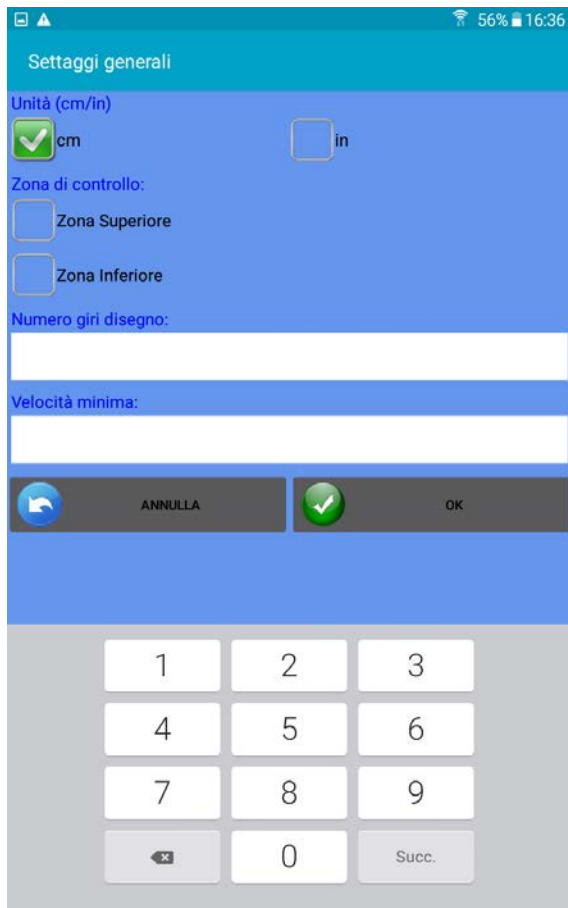 56% 16:36
Settaggi generali
Unità (cm/in)
cm in
Zona di controllo:
Zona Superiore
Zona Inferiore
Numero giri disegno:
Velocità minima:
ANNULLA OK
1 2 3
4 5 6
7 8 9
0 Succ.